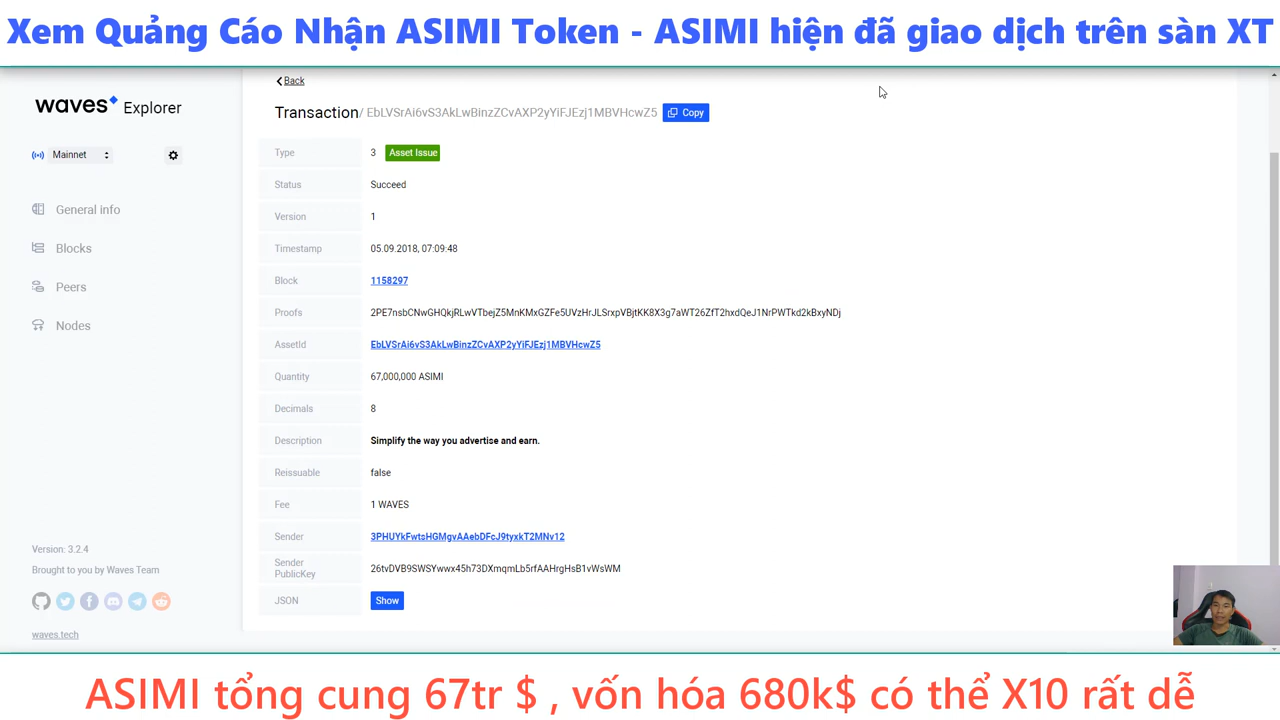 Xem Quảng Cáo Nhận ASIMI Token - ASIMI hiện đã giao dịch trên sàn XT
waves Explorer
Mainnet
General info
Blocks
Peers
Nodes
Version: 3.2.4
Brought to you by Waves Team
waves.tech
Back
Transaction/ EbLVSrAi6vS3AkLwBinzZCvAXP2yYiFJEzj1MBVHcwZ5 Copy
Type 3 Asset Issue
Status Succeed
Version 1
Timestamp 05.09.2018, 07:09:48
Block 1158297
Proofs 2PE7nsbCNwGHQkjRLwVTbejZ5MnKMxGZFe5UVzHrJLSrxpVBjtKK8X3g7aWT26ZfT2hxdQeJ1NrPWTkd2kBxyNDj
AssetId EbLVSrAi6vS3AkLwBinzZCvAXP2yYiFJEzj1MBVHcwZ5
Quantity 67,000,000 ASIMI
Decimals 8
Description Simplify the way you advertise and earn.
Reissuable false
Fee 1 WAVES
Sender 3PHUYkFwtsHGMgvAAebDFcJ9tyxkT2MNv12
Sender
PublicKey 26tvDVB9SWSYwwx45h73DXmqmLb5rfAAHrgHsB1vWsWM
JSON Show
ASIMI tổng cung 67tr $ , vốn hóa 680k$ có thể X10 rất dễ